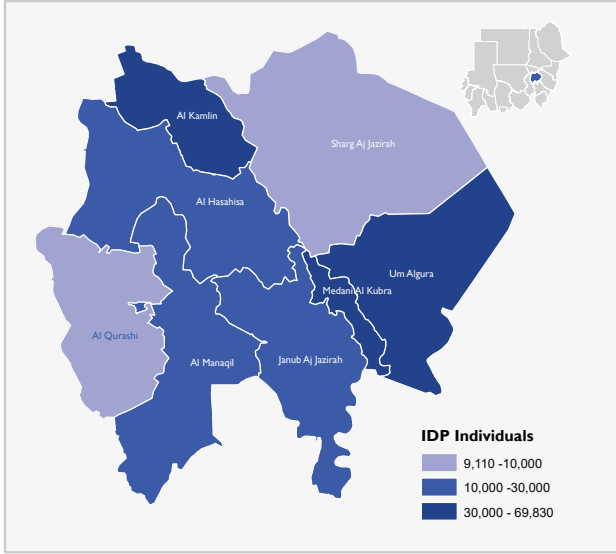 Al Kamlin
Sharg Aj Jazirah
Al Hasahisa
Um Algura
Medani Al Kubra
Al Qurashi
Al Manaqil
Janub Aj Jazirah
IDP Individuals
9,110 -10,000
10,000 -30,000
30,000 - 69,830